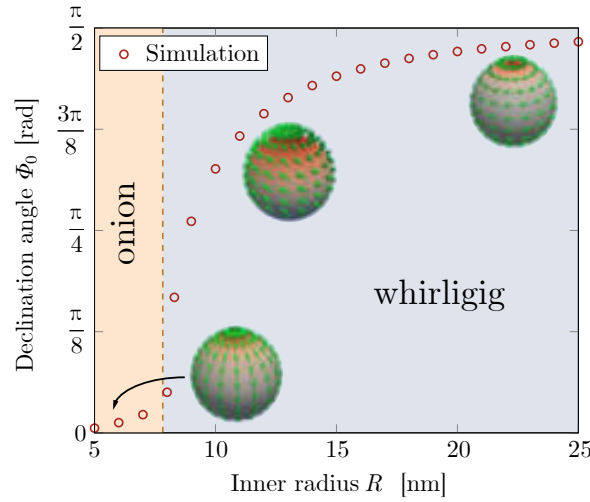 π/2
Simulation
3π/8
π/4
π/8
0
Declination angle Φ₀ [rad]
onion
whirligig
5 10 15 20 25
Inner radius R [nm]